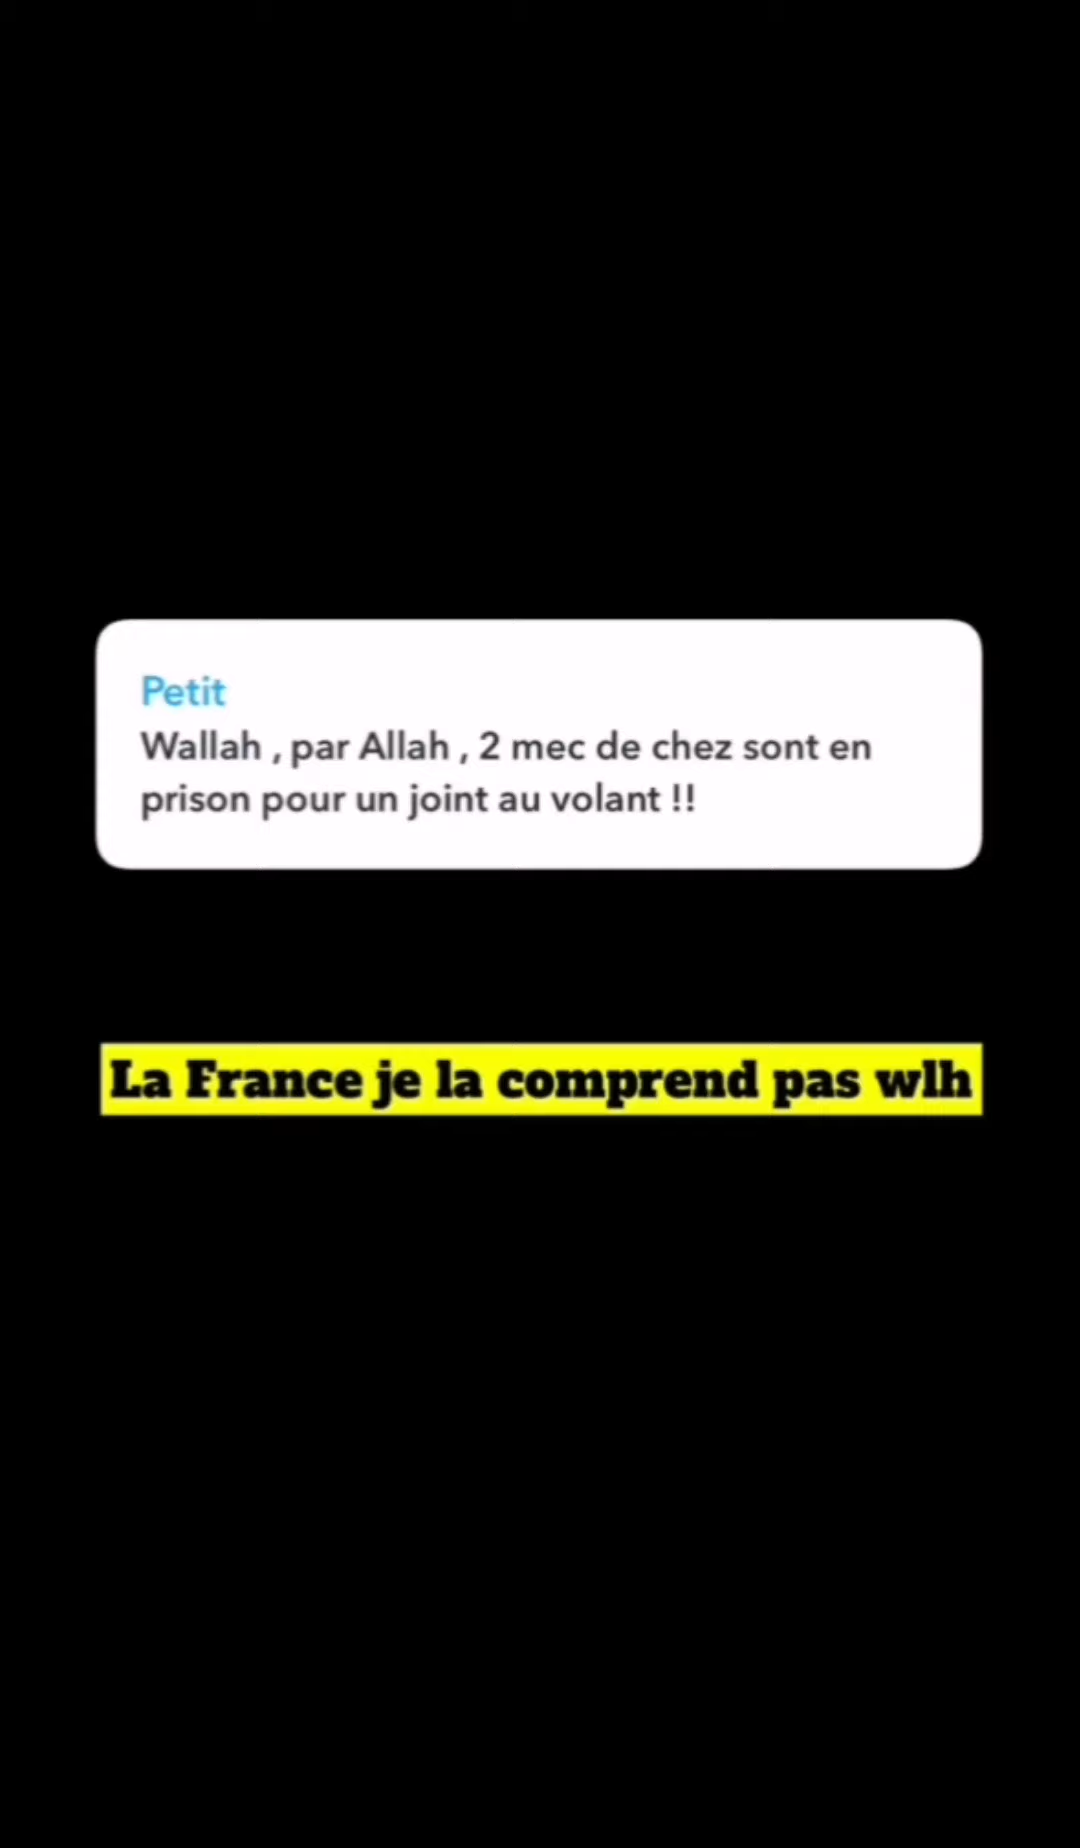 Petit
Wallah , par Allah , 2 mec de chez sont en
prison pour un joint au volant !!
La France je la comprend pas wlh